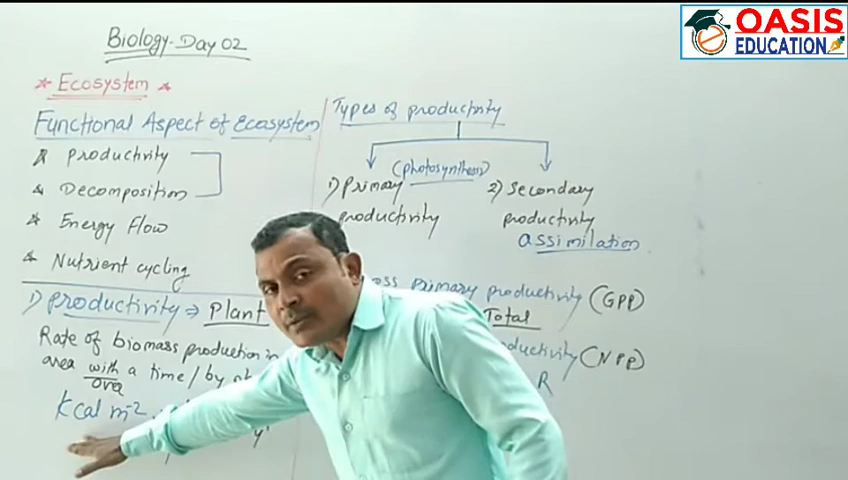 OASIS
EDUCATION
Biology-Day 02
Ecosystem
Functional Aspect of Ecosystem
Productivity
Decomposition
Energy Flow
Nutrient cycling
1) Productivity ⇒ Plant
Rate of biomass production in
area with a time / by
over
Kcal m-2
Types of productivity
(photosynthesis)
1) Primary
productivity
2) Secondary
productivity
assimilation
primary productivity (GPP)
Total
(NPP)
R